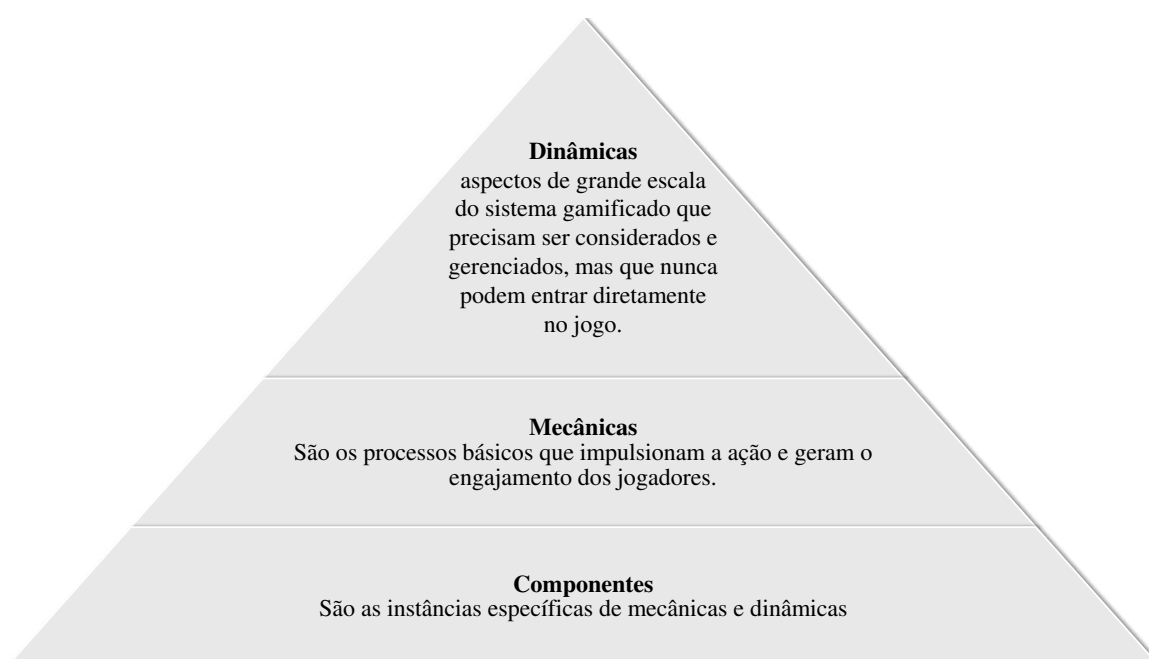 Dinâmicas
aspectos de grande escala
do sistema gamificado que
precisam ser considerados e
gerenciados, mas que nunca
podem entrar diretamente
no jogo.
Mecânicas
São os processos básicos que impulsionam a ação e geram o
engajamento dos jogadores.
Componentes
São as instâncias específicas de mecânicas e dinâmicas